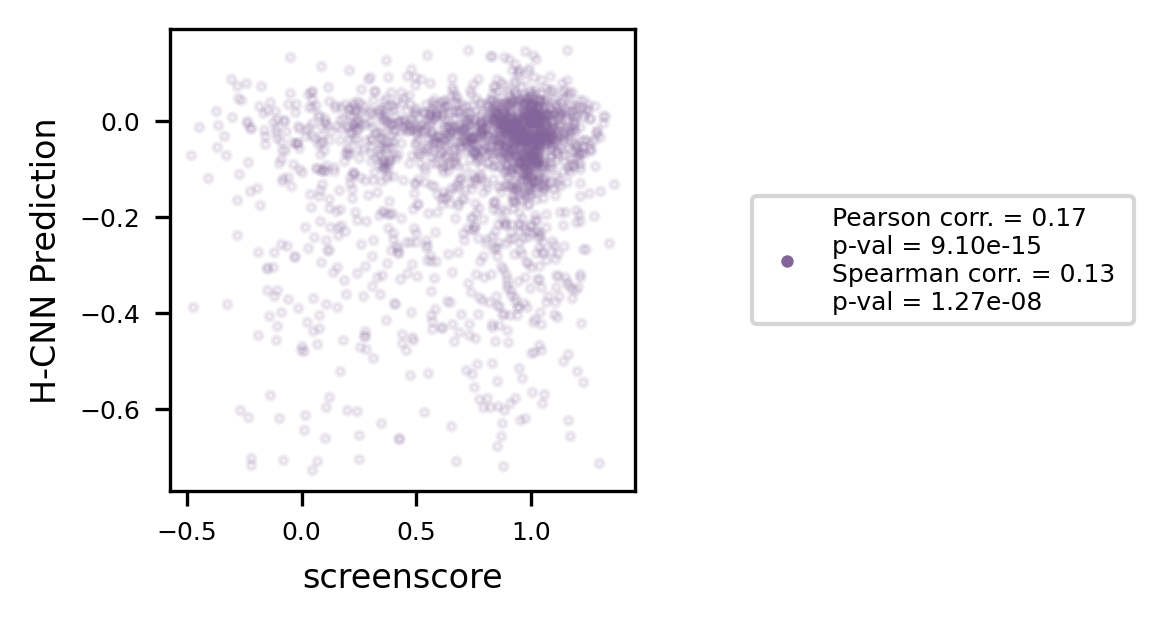 H-CNN Prediction
0.0
−0.2
−0.4
−0.6
−0.5
0.0
0.5
1.0
screenscore
Pearson corr. = 0.17
p-val = 9.10e-15
Spearman corr. = 0.13
p-val = 1.27e-08